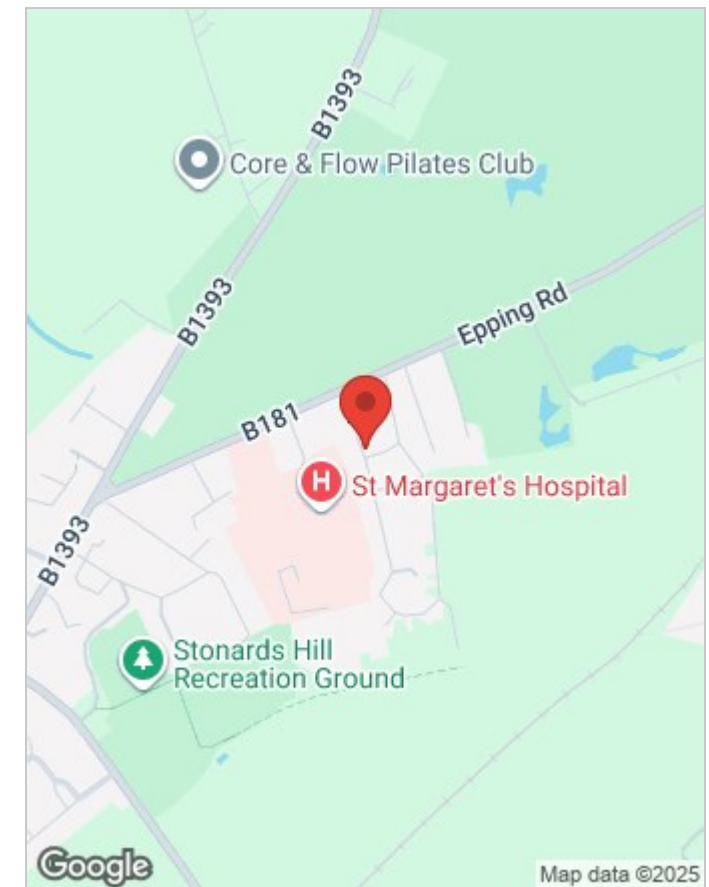 B1393
Core & Flow Pilates Club
B1393
Epping Rd
B181
H
St Margaret's Hospital
B1393
Stonards Hill
Recreation Ground
Google
Map data ©2025